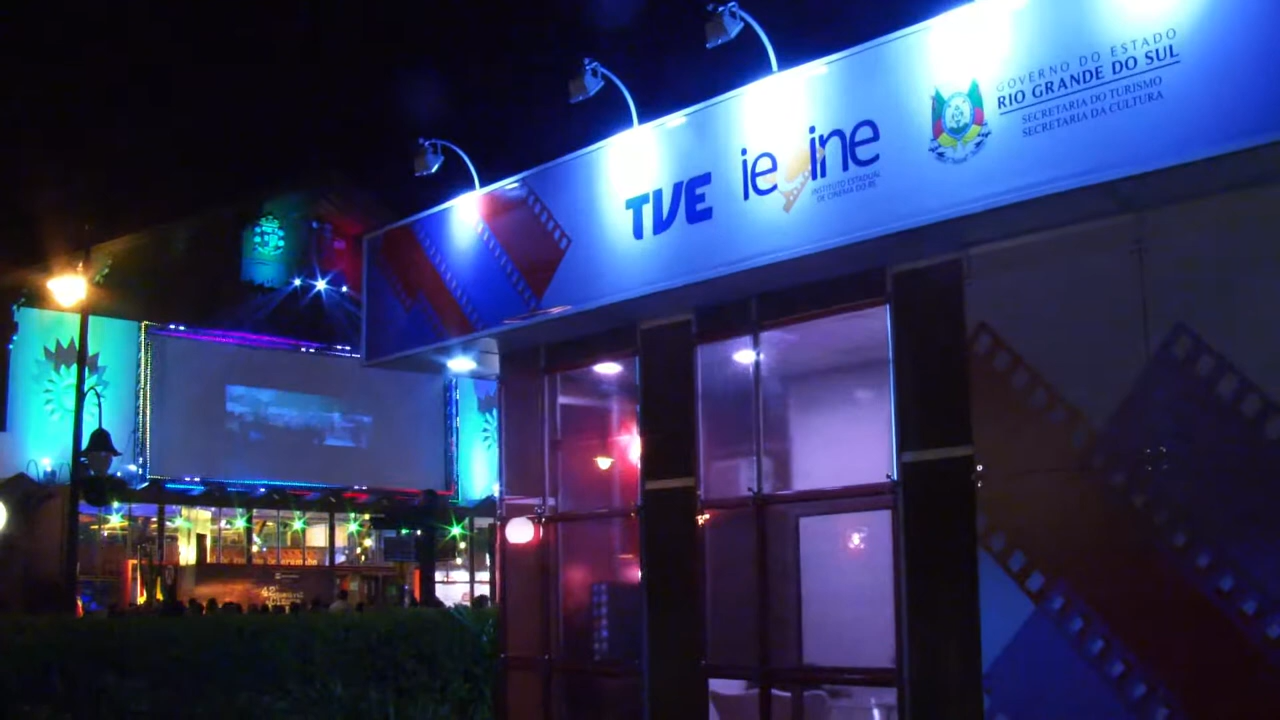 TVE
iecine
INSTITUTO ESTADUAL
DE CINEMA DO RS
GOVERNO DO ESTADO
RIO GRANDE DO SUL
SECRETARIA DO TURISMO
SECRETARIA DA CULTURA
42º